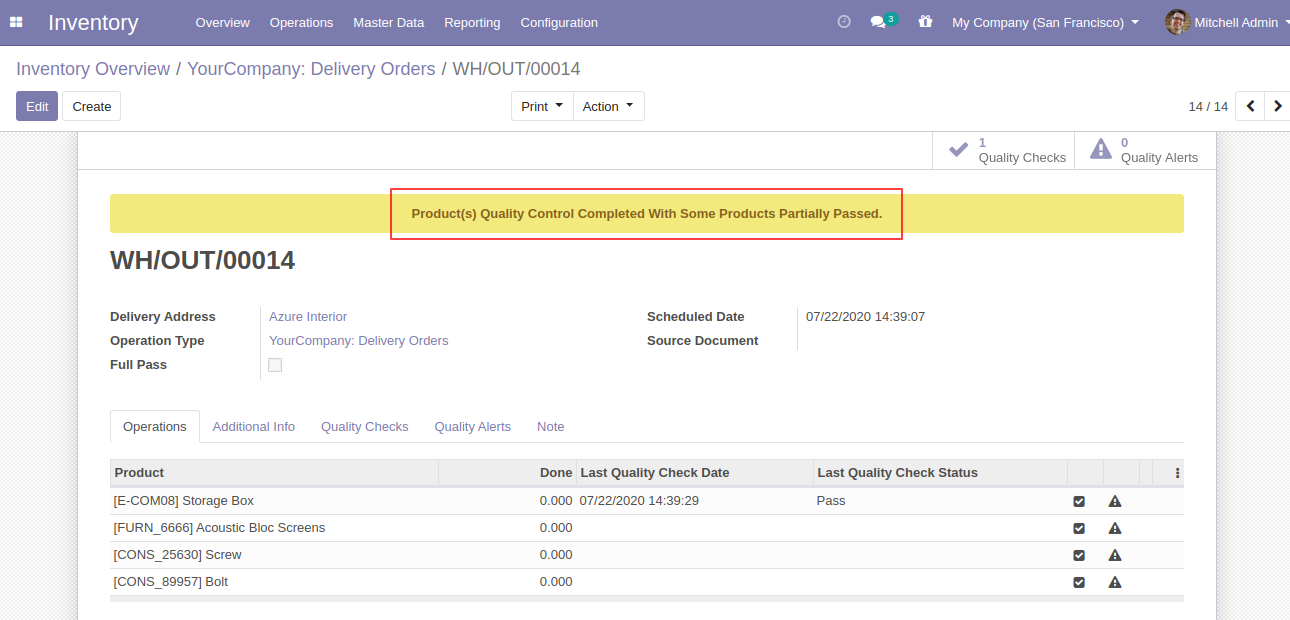 Inventory Overview Operations Master Data Reporting Configuration 3 My Company (San Francisco) Mitchell Admin
Inventory Overview / YourCompany: Delivery Orders / WH/OUT/00014
Edit Create Print Action 14 / 14
1 Quality Checks 0 Quality Alerts
Product(s) Quality Control Completed With Some Products Partially Passed.
WH/OUT/00014
Delivery Address Azure Interior Scheduled Date 07/22/2020 14:39:07
Operation Type YourCompany: Delivery Orders Source Document
Full Pass
Operations Additional Info Quality Checks Quality Alerts Note
Product Done Last Quality Check Date Last Quality Check Status
[E-COM08] Storage Box 0.000 07/22/2020 14:39:29 Pass
[FURN_6666] Acoustic Bloc Screens 0.000
[CONS_25630] Screw 0.000
[CONS_89957] Bolt 0.000